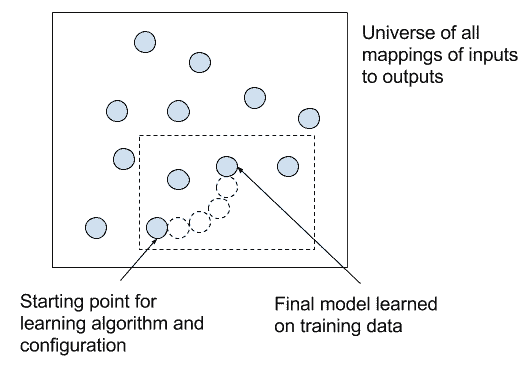 Universe of all
mappings of inputs
to outputs
Starting point for
learning algorithm and
configuration
Final model learned
on training data